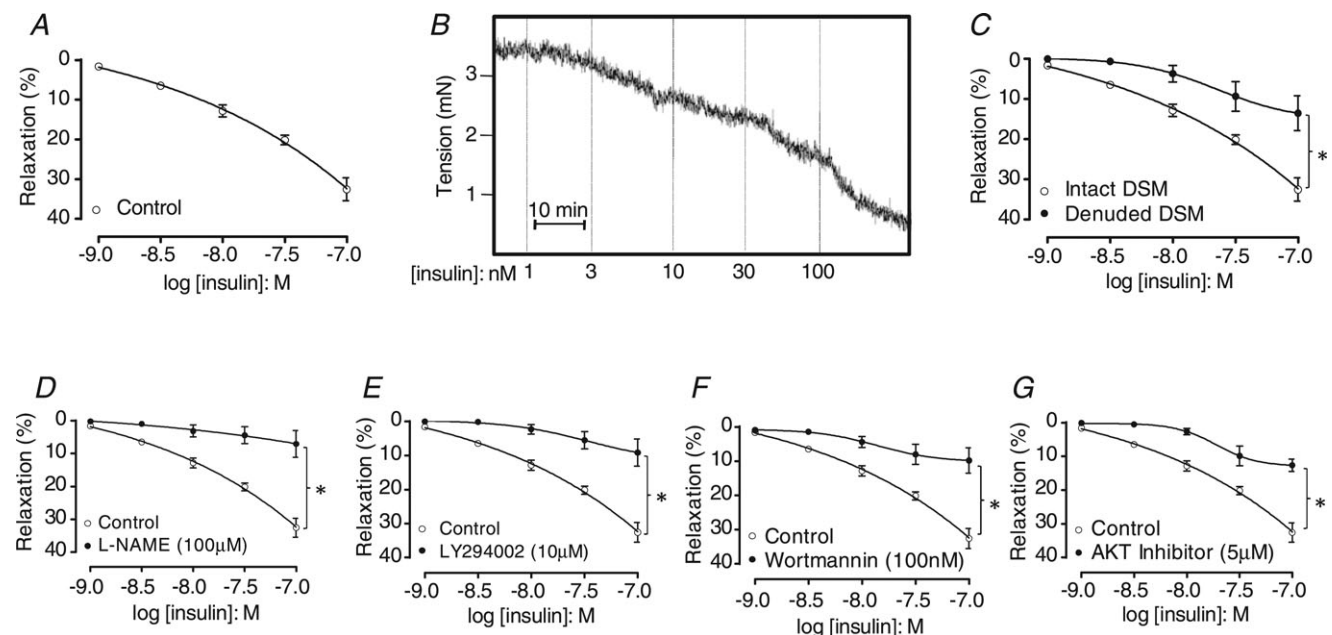 A
Relaxation (%)
0
10
20
30
40
Control
-9.0 -8.5 -8.0 -7.5 -7.0
log [insulin]: M
B
Tension (mN)
3
2
1
10 min
[insulin]: nM 1 3 10 30 100
C
Relaxation (%)
0
10
20
30
40
*
Intact DSM
Denuded DSM
-9.0 -8.5 -8.0 -7.5 -7.0
log [insulin]: M
D
Relaxation (%)
0
10
20
30
40
*
Control
L-NAME (100μM)
-9.0 -8.5 -8.0 -7.5 -7.0
log [insulin]: M
E
Relaxation (%)
0
10
20
30
40
*
Control
LY294002 (10μM)
-9.0 -8.5 -8.0 -7.5 -7.0
log [insulin]: M
F
Relaxation (%)
0
10
20
30
40
*
Control
Wortmannin (100nM)
-9.0 -8.5 -8.0 -7.5 -7.0
log [insulin]: M
G
Relaxation (%)
0
10
20
30
40
*
Control
AKT Inhibitor (5μM)
-9.0 -8.5 -8.0 -7.5 -7.0
log [insulin]: M